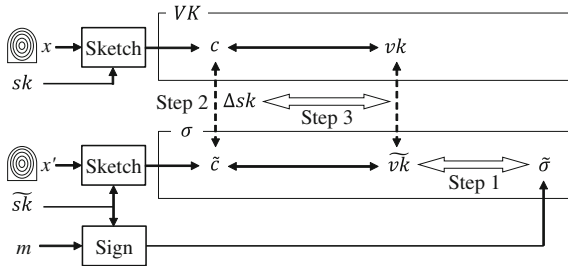 VK
x Sketch c vk
sk
Step 2 Δsk
Step 3
σ
x' Sketch c̃ ṽk σ̃
Step 1
s̃k
m Sign